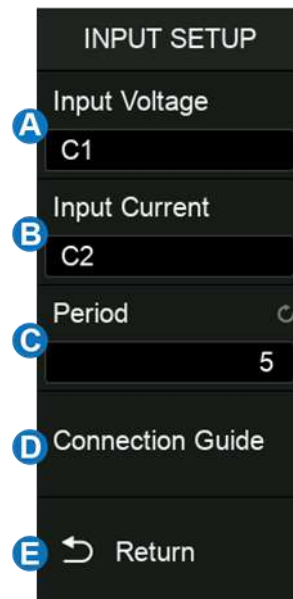 INPUT SETUP
Input Voltage
A
C1
Input Current
B
C2
Period
C
5
D Connection Guide
E Return